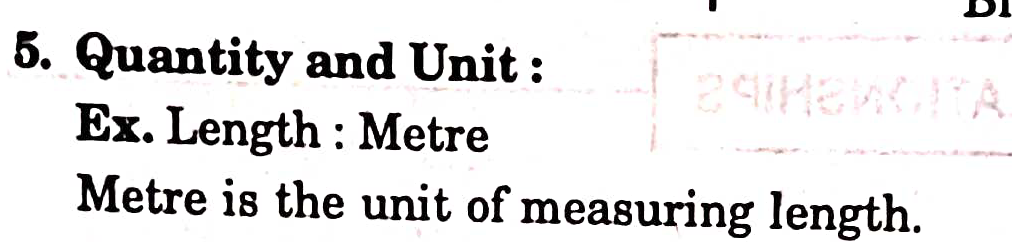 5. Quantity and Unit :
Ex. Length : Metre
Metre is the unit of measuring length.